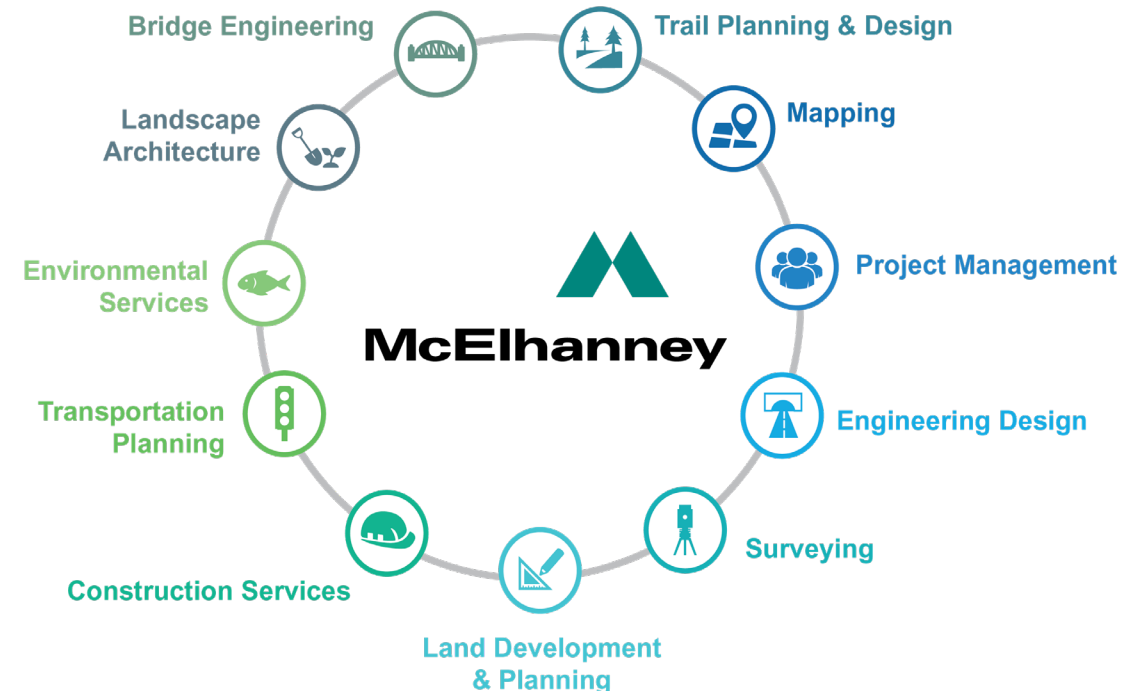 Bridge Engineering
Trail Planning & Design
Mapping
Project Management
Engineering Design
Surveying
Land Development
& Planning
Construction Services
Transportation
Planning
Environmental
Services
Landscape
Architecture
McElhanney